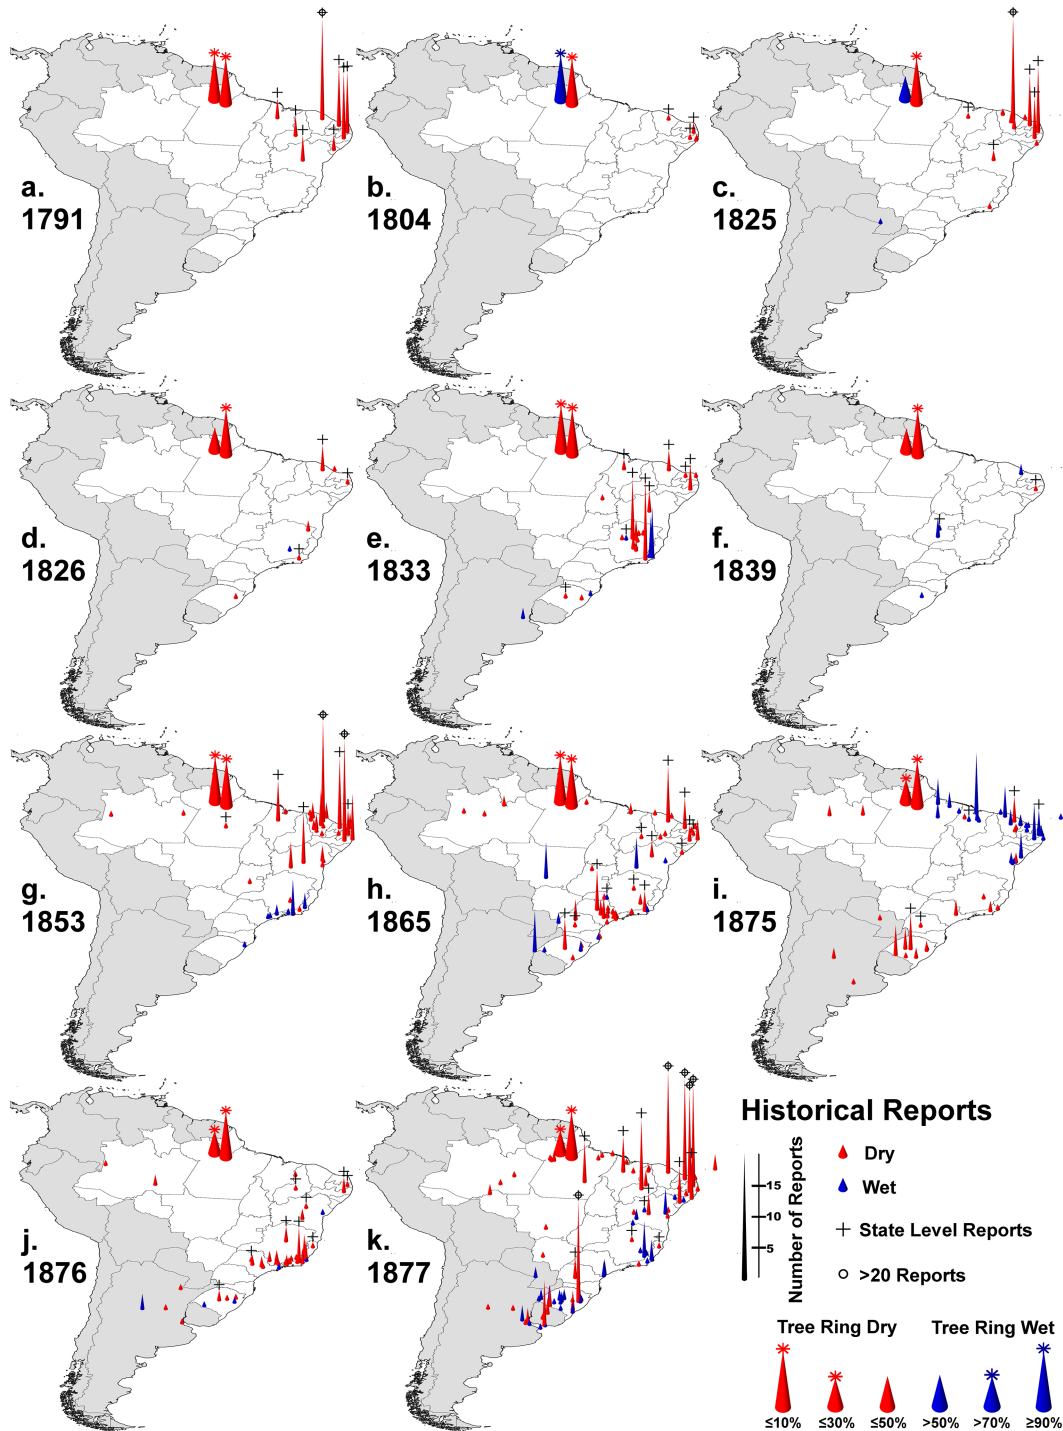 a.
1791
b.
1804
c.
1825
d.
1826
e.
1833
f.
1839
g.
1853
h.
1865
i.
1875
j.
1876
k.
1877
Historical Reports
Number of Reports
15
10
5
Dry
Wet
State Level Reports
>20 Reports
Tree Ring Dry Tree Ring Wet
≤10% ≤30% ≤50% >50% >70% ≥90%